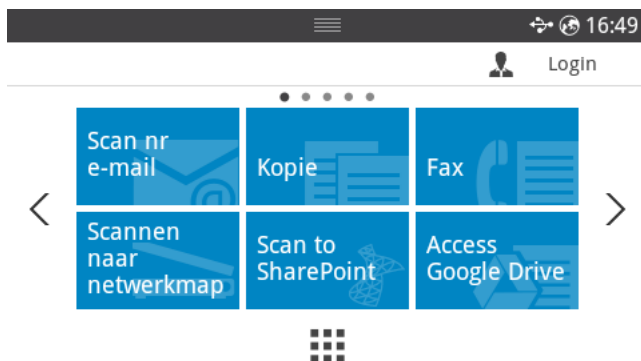 16:49
Login
Scan nr
e-mail
Kopie
Fax
Scannen
naar
netwerkmap
Scan to
SharePoint
Access
Google Drive